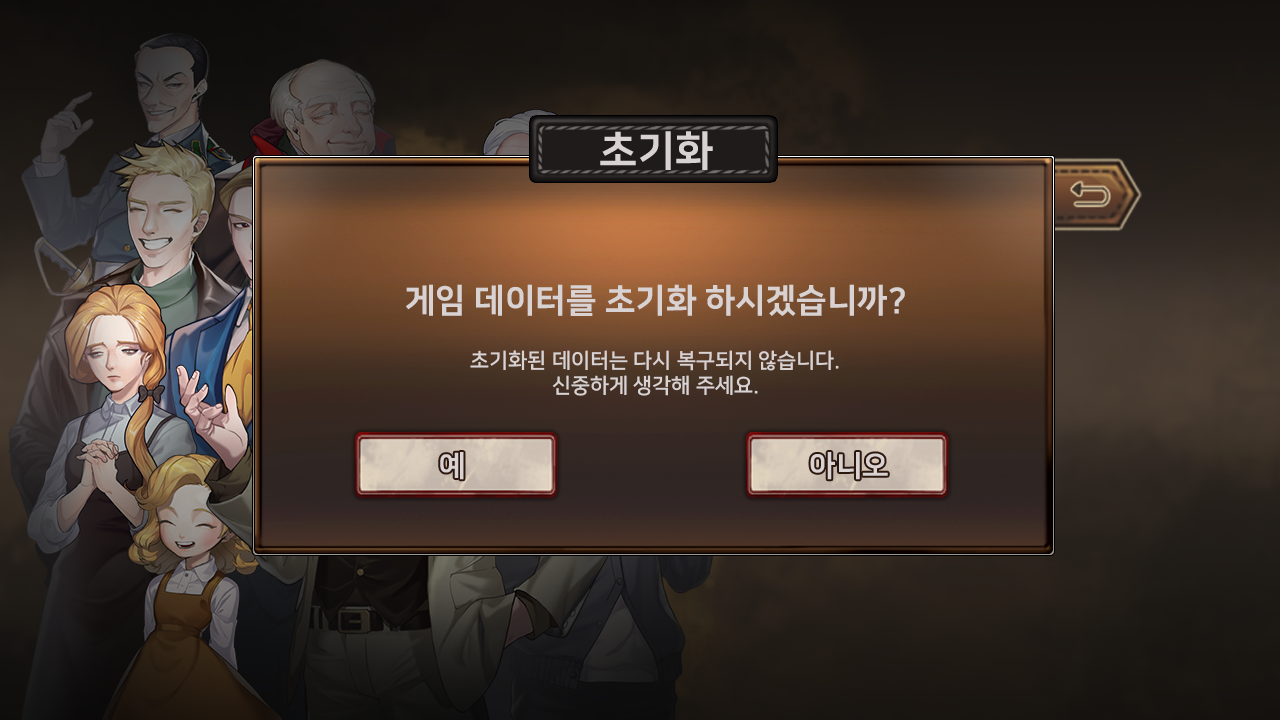 초기화
게임 데이터를 초기화 하시겠습니까?
초기화된 데이터는 다시 복구되지 않습니다.
신중하게 생각해 주세요.
예
아니오